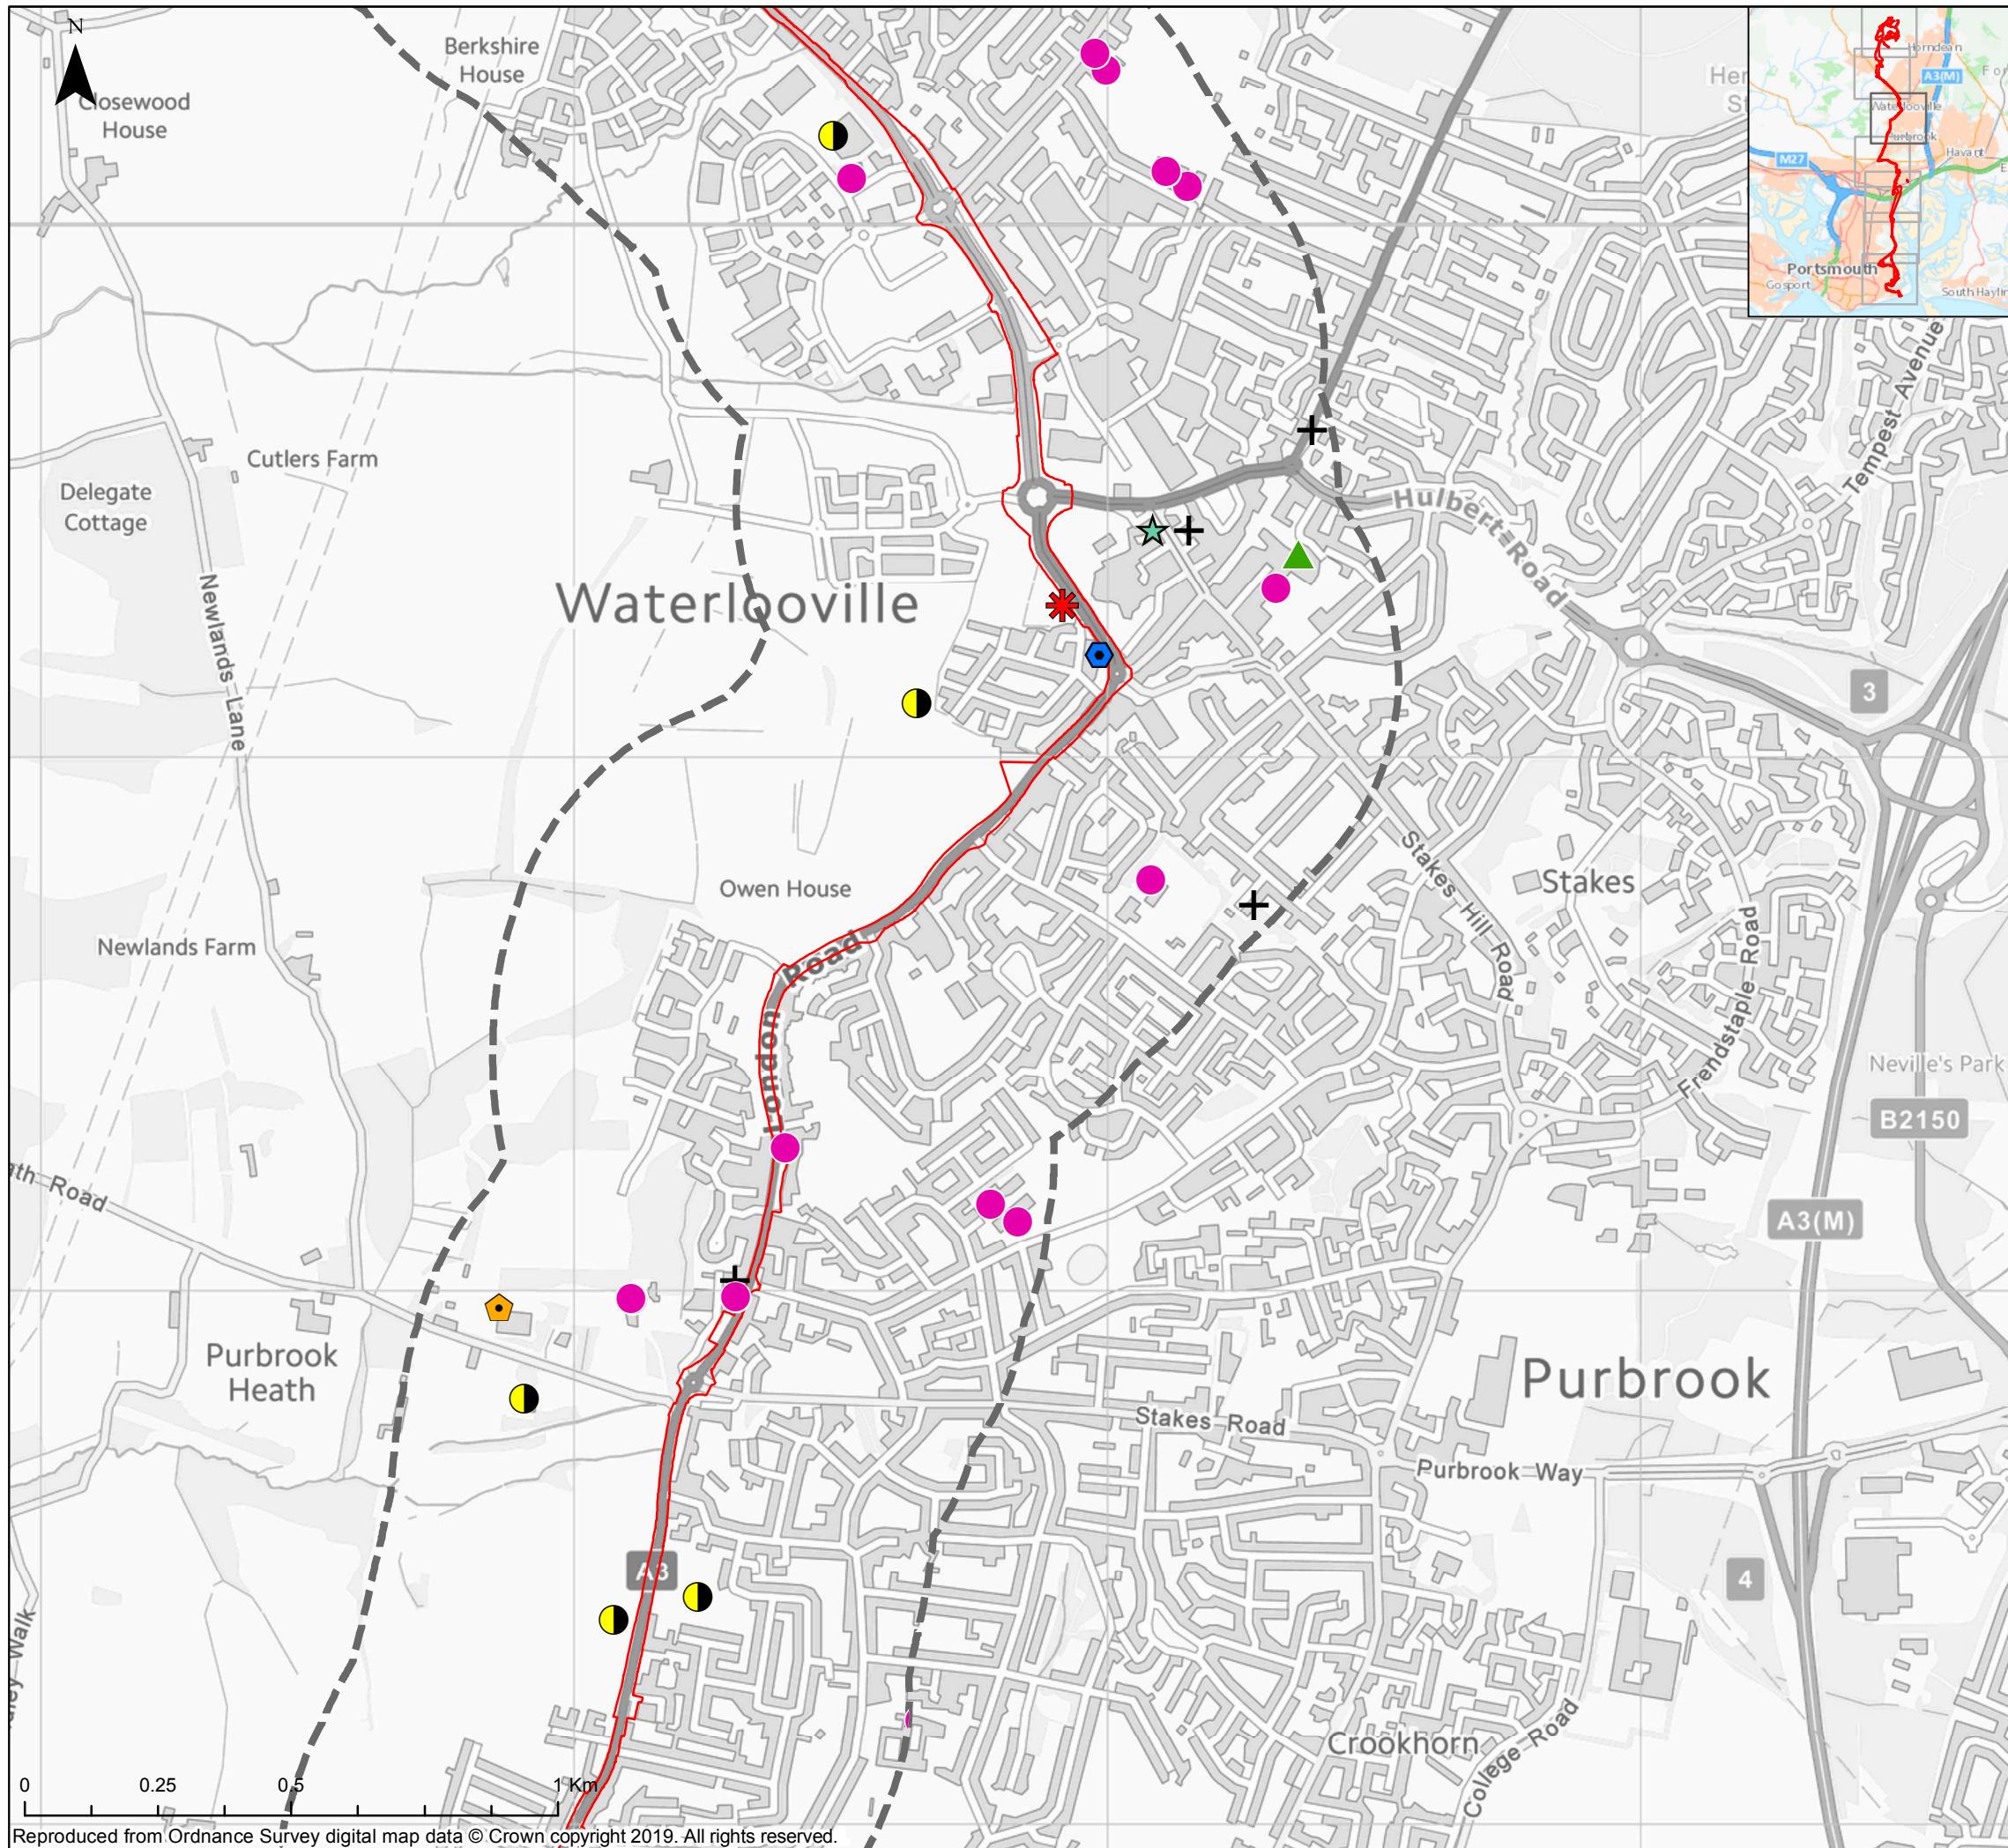 N
Berkshire
House
Closewood
House
Horndean
A3(M)
Waterlooville
Purbrook
Havant
M27
Portsmouth
Gosport
South Haylin
Tempest Avenue
Cutlers Farm
Delegate
Cottage
Hulbert Road
Newlands Lane
Waterlooville
3
Owen House
Stakes Hill Road
Stakes
Newlands Farm
London Road
Frendstaple Road
Neville's Park
B2150
ath Road
A3(M)
Purbrook
Heath
Purbrook
Stakes Road
Purbrook Way
A3
4
Walk
Crookhorn
College Road
0 0.25 0.5 1 Km
Reproduced from Ordnance Survey digital map data © Crown copyright 2019. All rights reserved.